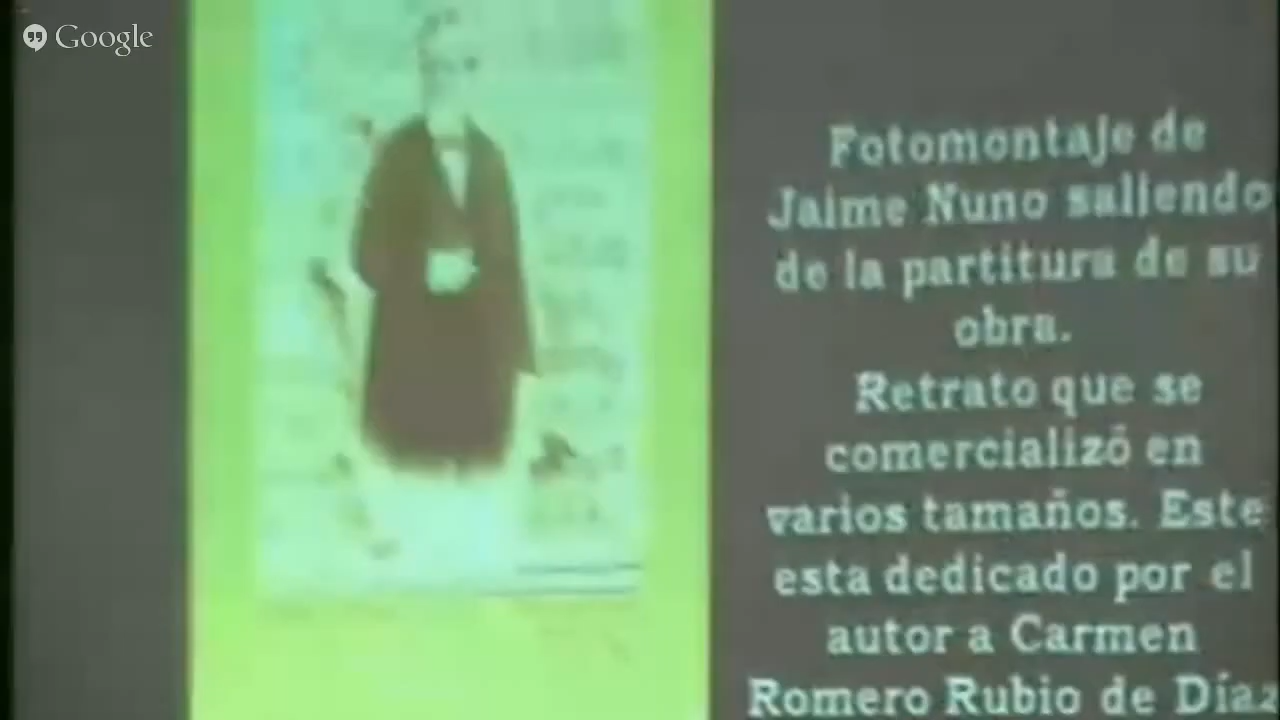 Google
Fotomontaje de
Jaime Nuno saliendo
de la partitura de su
obra.
Retrato que se
comercializó en
varios tamaños. Este
esta dedicado por el
autor a Carmen
Romero Rubio de Díaz